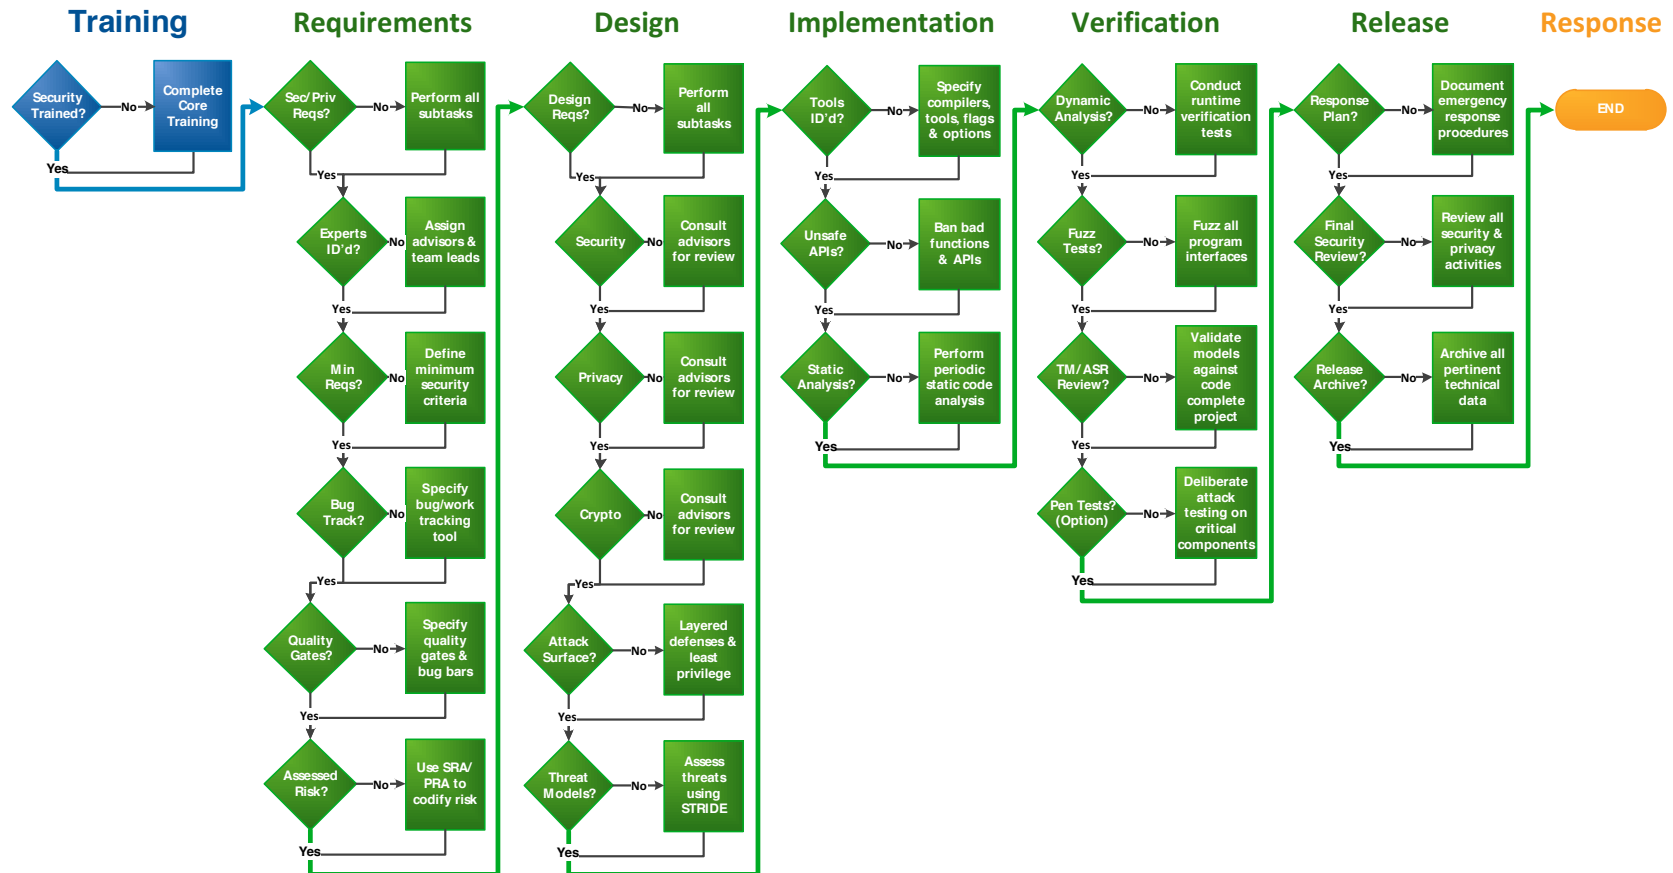 Training
Requirements
Design
Implementation
Verification
Release
Response
Security
Trained?
No
Complete
Core
Training
Yes
Sec/Priv
Reqs?
No
Perform all
subtasks
Yes
Experts
ID'd?
No
Assign
advisors &
team leads
Yes
Min
Reqs?
No
Define
minimum
security
criteria
Yes
Bug
Track?
No
Specify
bug/work
tracking
tool
Yes
Quality
Gates?
No
Specify
quality
gates &
bug bars
Yes
Assessed
Risk?
No
Use SRA/
PRA to
codify risk
Yes
Design
Reqs?
No
Perform
all
subtasks
Yes
Security
No
Consult
advisors
for review
Yes
Privacy
No
Consult
advisors
for review
Yes
Crypto
No
Consult
advisors
for review
Yes
Attack
Surface?
No
Layered
defenses &
least
privilege
Yes
Threat
Models?
No
Assess
threats
using
STRIDE
Yes
Tools
ID'd?
No
Specify
compilers,
tools, flags
& options
Yes
Unsafe
APIs?
No
Ban bad
functions
& APIs
Yes
Static
Analysis?
No
Perform
periodic
static code
analysis
Yes
Dynamic
Analysis?
No
Conduct
runtime
verification
tests
Yes
Fuzz
Tests?
No
Fuzz all
program
interfaces
Yes
TM/ASR
Review?
No
Validate
models
against
code
complete
project
Yes
Pen Tests?
(Option)
No
Deliberate
attack
testing on
critical
components
Yes
Response
Plan?
No
Document
emergency
response
procedures
Yes
Final
Security
Review?
No
Review all
security &
privacy
activities
Yes
Release
Archive?
No
Archive all
pertinent
technical
data
Yes
END